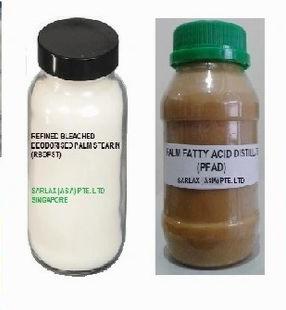 REFINED BLEACHED
DEODORISED PALM STEARIN
(RBDPST)
SARLAX (ASIA) PTE. LTD
SINGAPORE
PALM FATTY ACID DISTILL
(PFAD)
SARLAX (ASIA) PTE. LTD